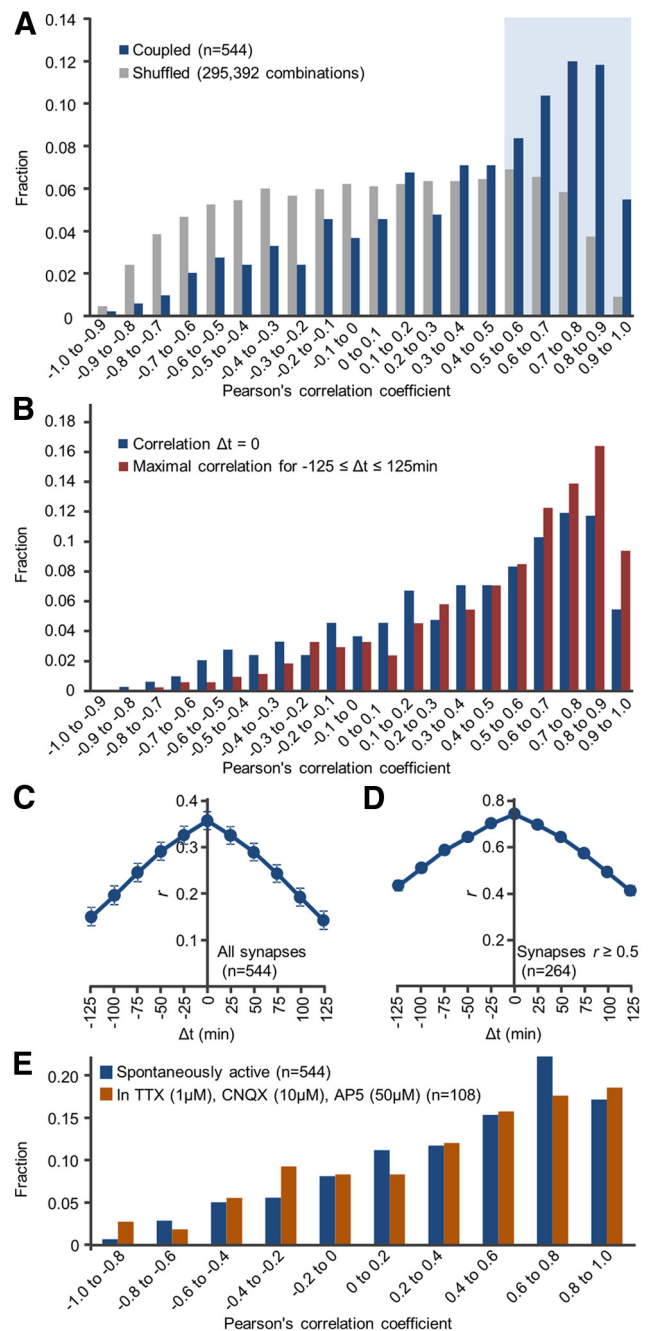 A
0.14
0.12
0.10
0.08
0.06
0.04
0.02
0
Fraction
Coupled (n=544)
Shuffled (295,392 combinations)
-1.0 to -0.9
-0.9 to -0.8
-0.8 to -0.7
-0.7 to -0.6
-0.6 to -0.5
-0.5 to -0.4
-0.4 to -0.3
-0.3 to -0.2
-0.2 to -0.1
-0.1 to 0
0 to 0.1
0.1 to 0.2
0.2 to 0.3
0.3 to 0.4
0.4 to 0.5
0.5 to 0.6
0.6 to 0.7
0.7 to 0.8
0.8 to 0.9
0.9 to 1.0
Pearson's correlation coefficient
B
0.18
0.16
0.14
0.12
0.1
0.08
0.06
0.04
0.02
0
Fraction
Correlation Δt = 0
Maximal correlation for -125 ≤ Δt ≤ 125min
-1.0 to -0.9
-0.9 to -0.8
-0.8 to -0.7
-0.7 to -0.6
-0.6 to -0.5
-0.5 to -0.4
-0.4 to -0.3
-0.3 to -0.2
-0.2 to -0.1
-0.1 to 0
0 to 0.1
0.1 to 0.2
0.2 to 0.3
0.3 to 0.4
0.4 to 0.5
0.5 to 0.6
0.6 to 0.7
0.7 to 0.8
0.8 to 0.9
0.9 to 1.0
Pearson's correlation coefficient
C
0.4
0.3
0.2
0.1
r
All synapses
(n=544)
-125
-100
-75
-50
-25
0
25
50
75
100
125
Δt (min)
D
0.8
0.6
0.4
0.2
r
Synapses r ≥ 0.5
(n=264)
-125
-100
-75
-50
-25
0
25
50
75
100
125
Δt (min)
E
0.20
0.15
0.10
0.05
0
Fraction
Spontaneously active (n=544)
In TTX (1μM), CNQX (10μM), AP5 (50μM) (n=108)
-1.0 to -0.8
-0.8 to -0.6
-0.6 to -0.4
-0.4 to -0.2
-0.2 to 0
0 to 0.2
0.2 to 0.4
0.4 to 0.6
0.6 to 0.8
0.8 to 1.0
Pearson's correlation coefficient